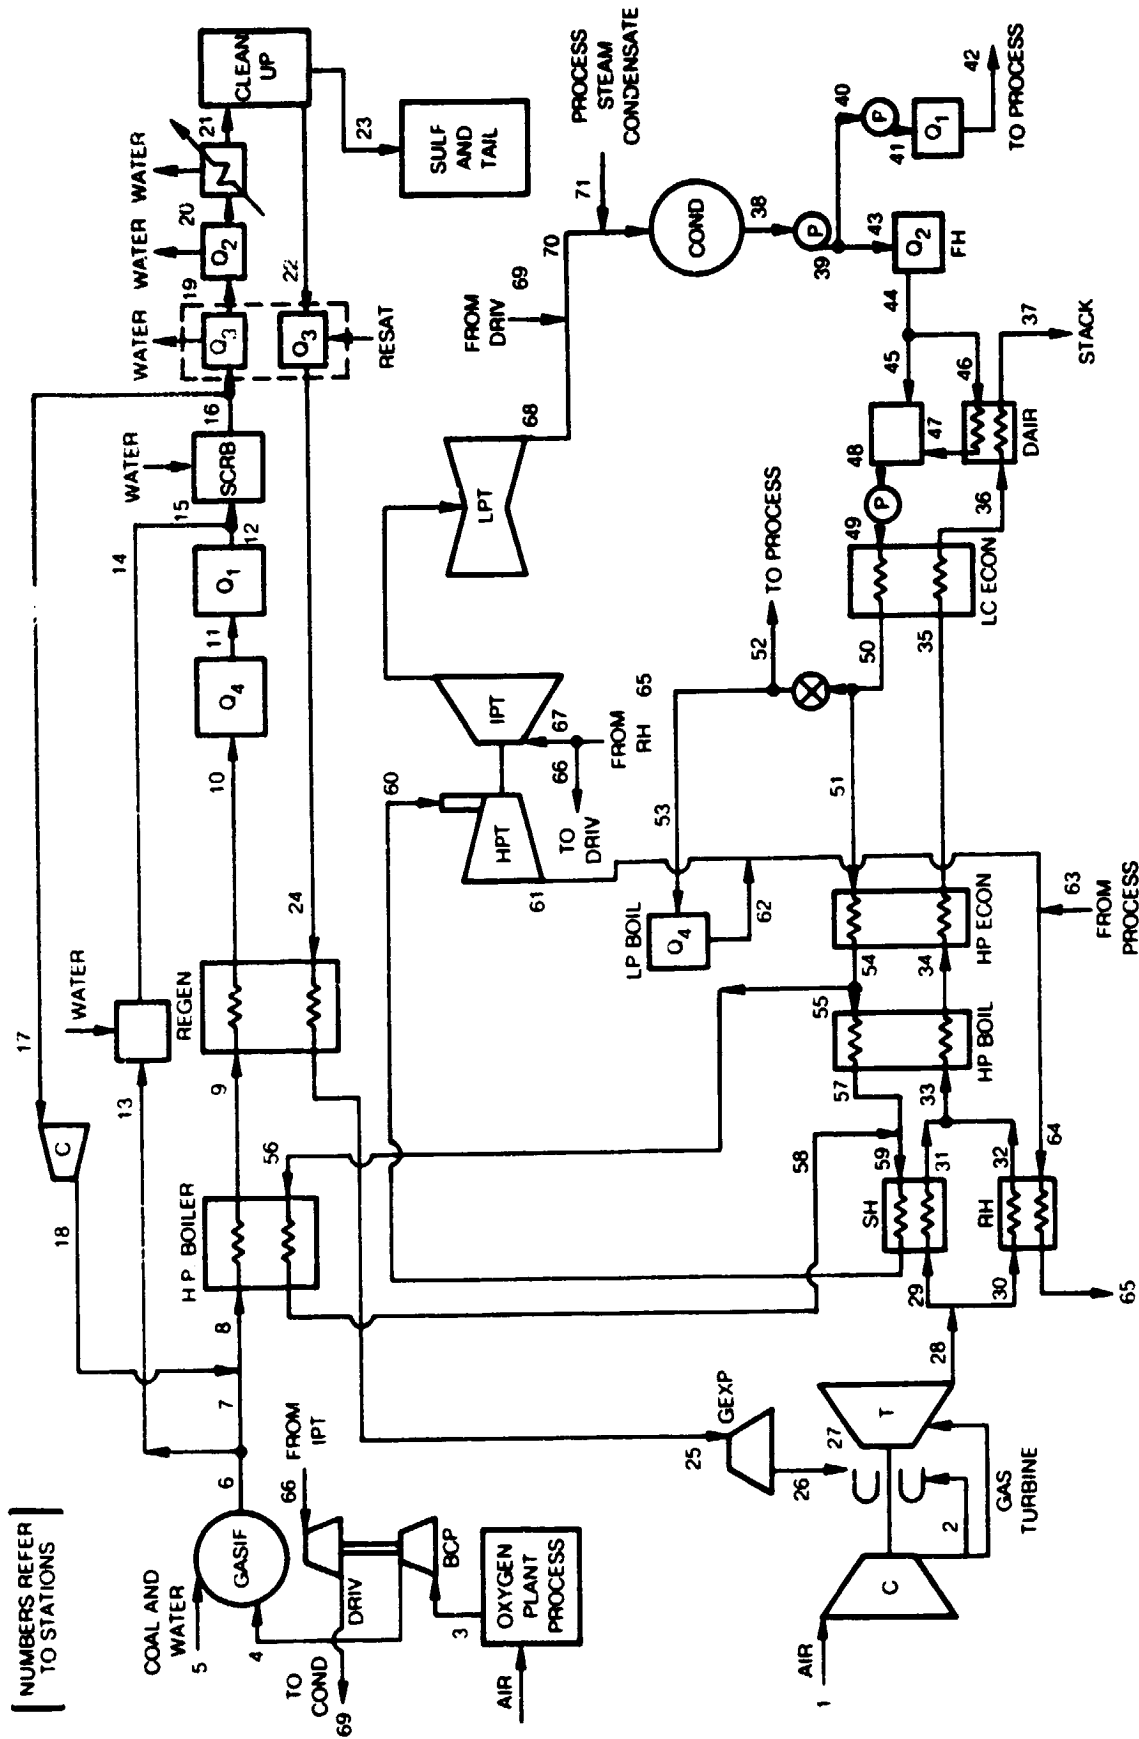 [NUMBERS REFER
TO STATIONS]
COAL AND
WATER
5
4
GASIF
6
7
8
HP BOILER
9
REGEN
10
Q4
11
Q1
12
15
SCRB
WATER
16
Q3
WATER
19
Q2
WATER
20
WATER
21
CLEAN
UP
22
Q3
RESAT
23
SULF
AND
TAIL
24
13
WATER
14
17
C
18
TO
COND
69
DRIV
66
FROM
IPT
BCP
3
OXYGEN
PLANT
PROCESS
AIR
56
58
60
HPT
61
IPT
67
66
TO
DRIV
FROM
RH
65
LPT
68
FROM
DRIV
69
70
71
PROCESS
STEAM
CONDENSATE
COND
38
P
39
40
P
41
Q1
42
TO PROCESS
43
Q2
FH
44
45
46
47
DAIR
37
STACK
36
48
P
49
LC ECON
35
50
52
TO PROCESS
53
LP BOIL
Q4
62
51
HP ECON
54
34
55
HP BOIL
57
33
63
FROM
PROCESS
64
59
31
32
SH
RH
29
30
65
28
GEXP
25
26
27
T
GAS
TURBINE
2
C
AIR
1